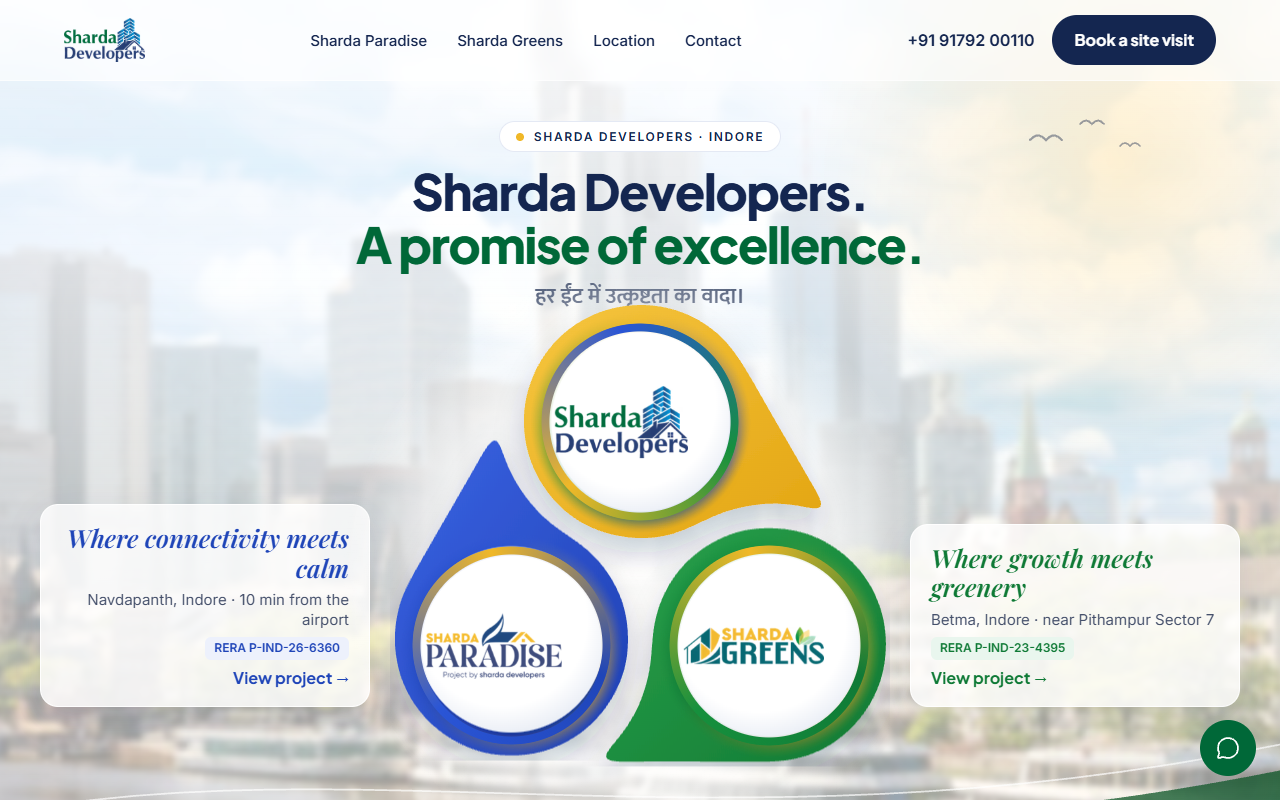 Sharda
Developers
Sharda Paradise
Sharda Greens
Location
Contact
+91 91792 00110
Book a site visit
SHARDA DEVELOPERS · INDORE
Sharda Developers.
A promise of excellence.
हर ईंट में उत्कृष्टता का वादा।
Sharda
Developers
Where connectivity meets
calm
Navdapanth, Indore · 10 min from the
airport
RERA P-IND-26-6360
View project →
SHARDA
PARADISE
Project by sharda developers
SHARDA
GREENS
Where growth meets
greenery
Betma, Indore · near Pithampur Sector 7
RERA P-IND-23-4395
View project →